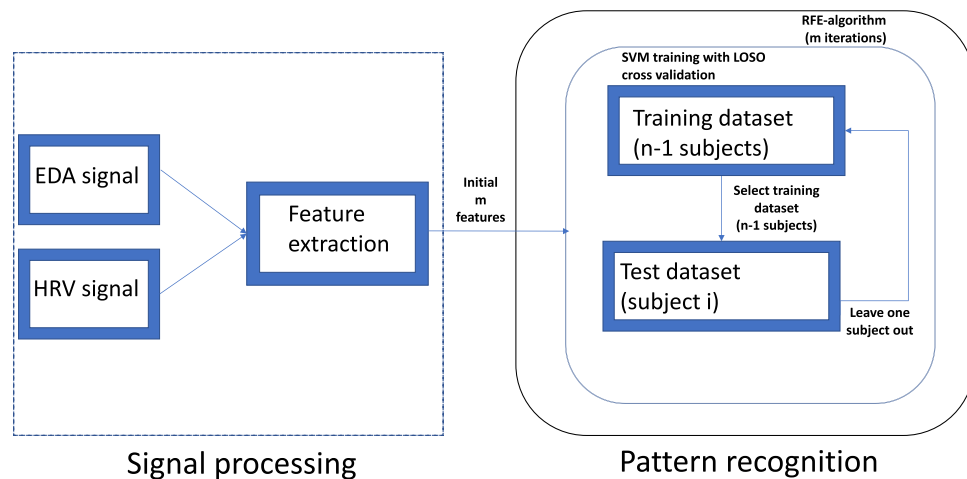 EDA signal
HRV signal
Feature
extraction
Signal processing
Initial
m
features
RFE-algorithm
(m iterations)
SVM training with LOSO
cross validation
Training dataset
(n-1 subjects)
Select training
dataset
(n-1 subjects)
Test dataset
(subject i)
Leave one
subject out
Pattern recognition